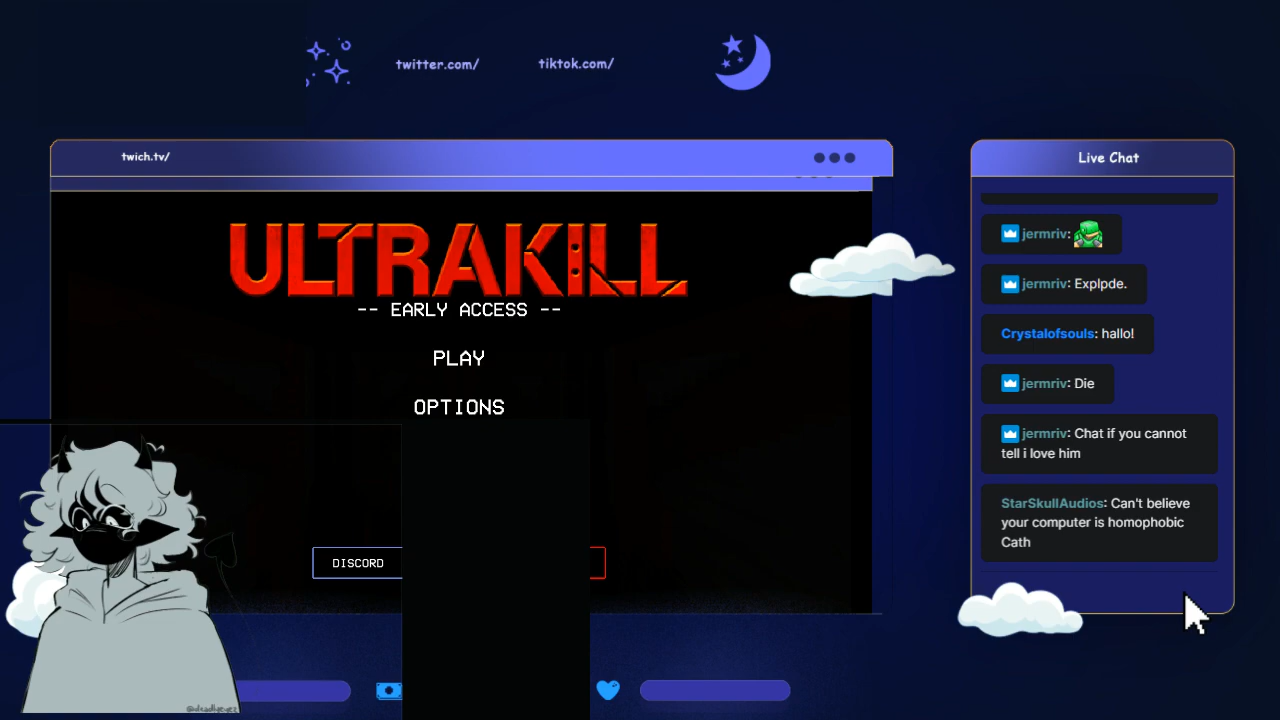 twitter.com/
tiktok.com/
twich.tv/
Live Chat
ULTRAKILL
-- EARLY ACCESS --
PLAY
OPTIONS
DISCORD
jermriv:
jermriv: Explpde.
Crystalofsouls: hallo!
jermriv: Die
jermriv: Chat if you cannot
tell i love him
StarSkullAudios: Can't believe
your computer is homophobic
Cath